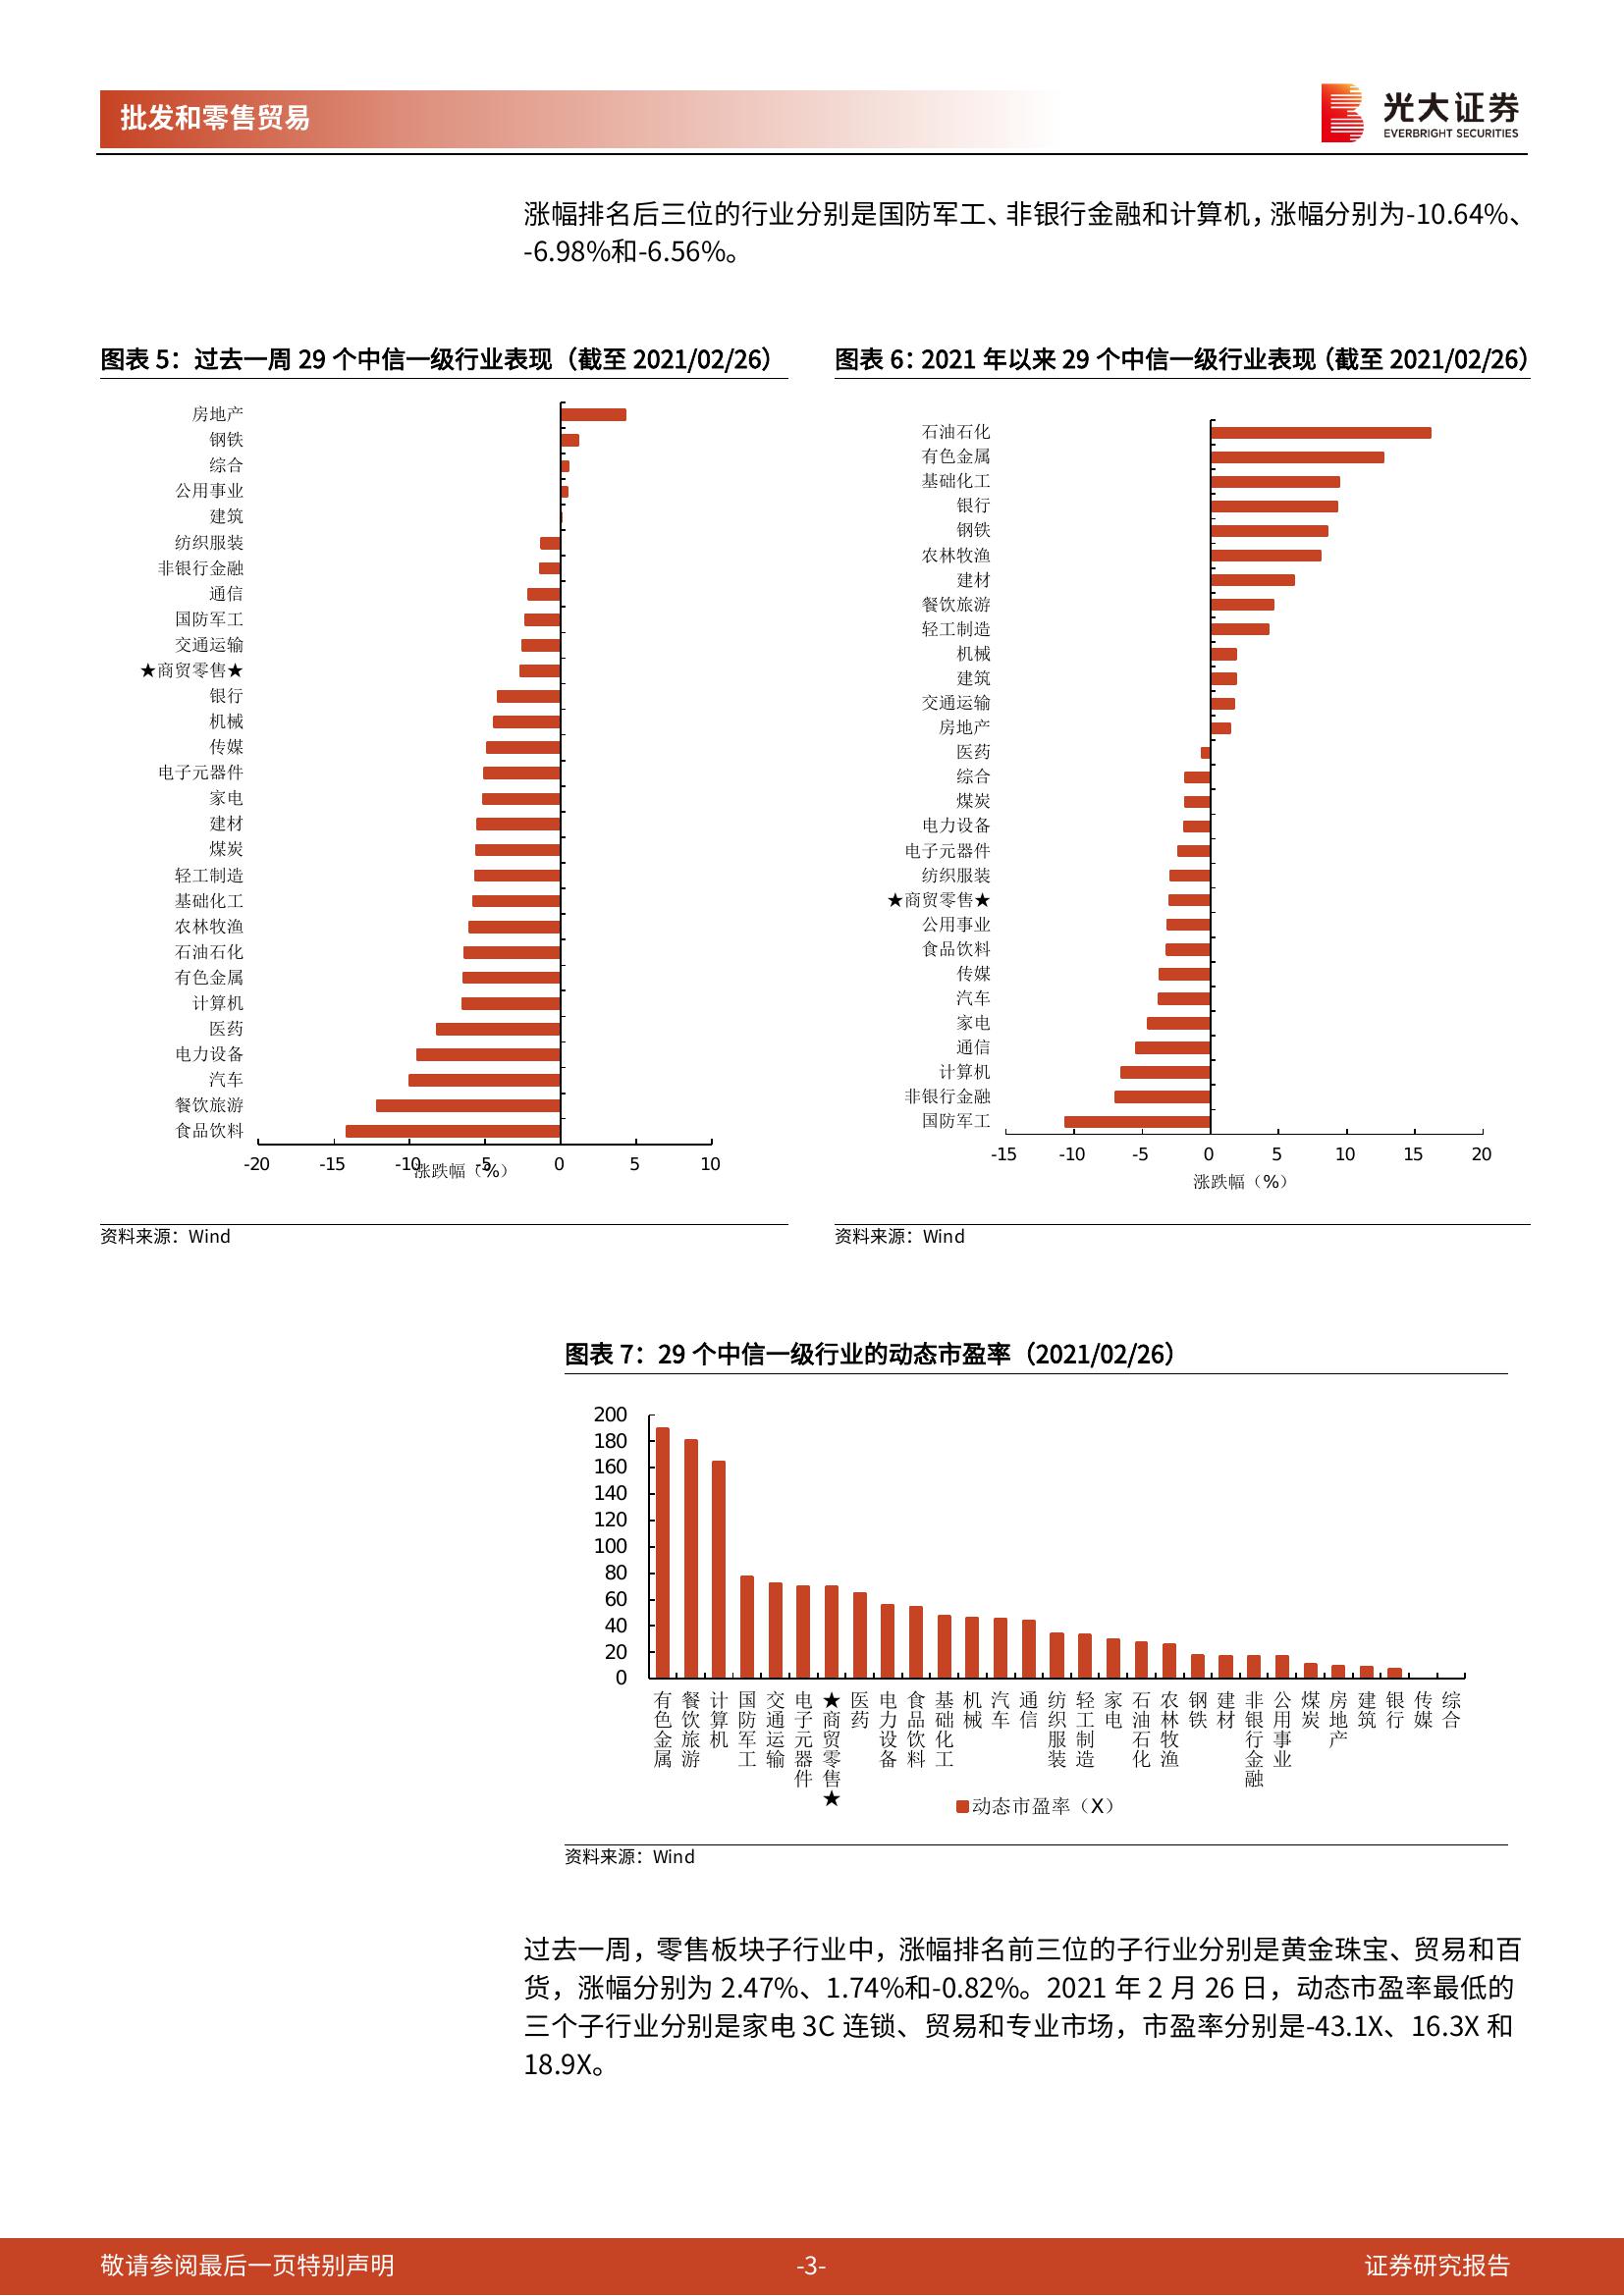 批发和零售贸易
光大证券
EVERBRIGHT SECURITIES
涨幅排名后三位的行业分别是国防军工、非银行金融和计算机，涨幅分别为-10.64%、
-6.98%和-6.56%。
图表 5：过去一周 29 个中信一级行业表现（截至 2021/02/26）
房地产
钢铁
综合
公用事业
建筑
纺织服装
非银行金融
通信
国防军工
交通运输
★商贸零售★
银行
机械
传媒
电子元器件
家电
建材
煤炭
轻工制造
基础化工
农林牧渔
石油石化
有色金属
计算机
医药
电力设备
汽车
餐饮旅游
食品饮料
-20 -15 -10 -5 0 5 10
涨跌幅（%）
资料来源：Wind
图表 6：2021 年以来 29 个中信一级行业表现（截至 2021/02/26）
石油石化
有色金属
基础化工
银行
钢铁
农林牧渔
建材
餐饮旅游
轻工制造
机械
建筑
交通运输
房地产
医药
综合
煤炭
电力设备
电子元器件
纺织服装
★商贸零售★
公用事业
食品饮料
传媒
汽车
家电
通信
计算机
非银行金融
国防军工
-15 -10 -5 0 5 10 15 20
涨跌幅（%）
资料来源：Wind
图表 7：29 个中信一级行业的动态市盈率（2021/02/26）
200
180
160
140
120
100
80
60
40
20
0
有色金属
餐饮旅游
计算机
国防军工
交通运输
电子元器件
★商贸零售★
医药
电力设备
食品饮料
基础化工
机械
汽车
通信
纺织服装
轻工制造
家电
石油石化
农林牧渔
钢铁
建材
非银行金融
公用事业
煤炭
房地产
建筑
银行
传媒
综合
动态市盈率（X）
资料来源：Wind
过去一周，零售板块子行业中，涨幅排名前三位的子行业分别是黄金珠宝、贸易和百
货，涨幅分别为 2.47%、1.74%和-0.82%。2021 年 2 月 26 日，动态市盈率最低的
三个子行业分别是家电 3C 连锁、贸易和专业市场，市盈率分别是-43.1X、16.3X 和
18.9X。
敬请参阅最后一页特别声明
-3-
证券研究报告